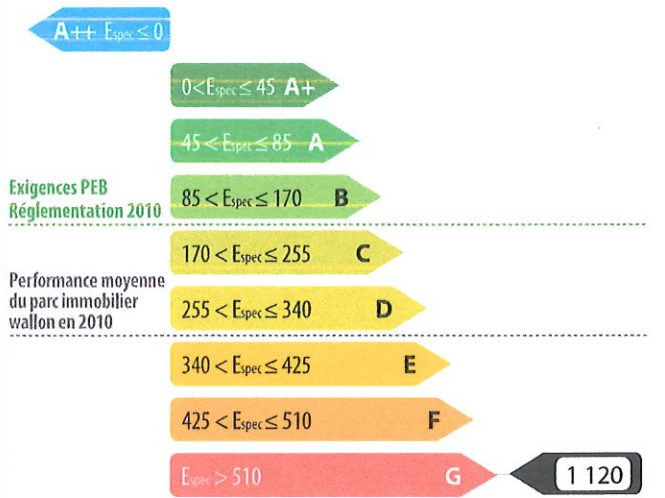 A++ Espec ≤ 0
0 < Espec ≤ 45 A+
45 < Espec ≤ 85 A
Exigences PEB
Réglementation 2010
85 < Espec ≤ 170 B
170 < Espec ≤ 255 C
Performance moyenne
du parc immobilier
wallon en 2010
255 < Espec ≤ 340 D
340 < Espec ≤ 425 E
425 < Espec ≤ 510 F
Espec > 510 G
1 120